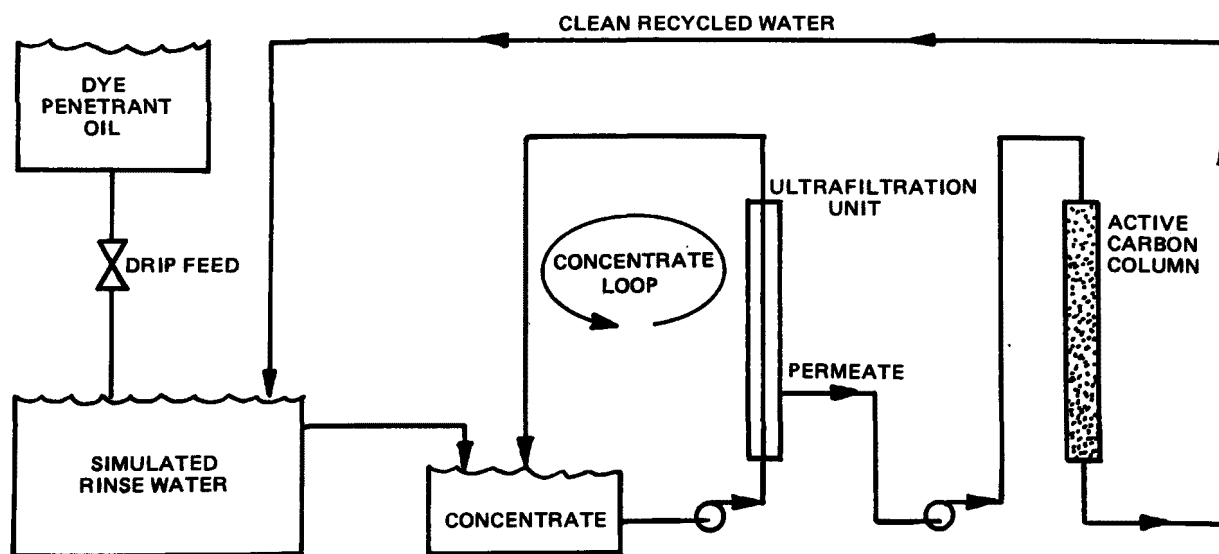 CLEAN RECYCLED WATER
DYE
PENETRANT
OIL
DRIP FEED
ULTRAFILTRATION
UNIT
CONCENTRATE
LOOP
ACTIVE
CARBON
COLUMN
PERMEATE
SIMULATED
RINSE WATER
CONCENTRATE